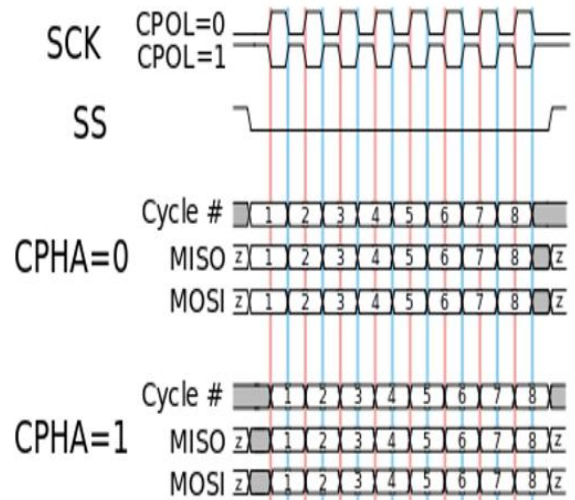 SCK CPOL=0
CPOL=1
SS
Cycle # 1 2 3 4 5 6 7 8
CPHA=0 MISO z 1 2 3 4 5 6 7 8 z
MOSI z 1 2 3 4 5 6 7 8 z
Cycle # 1 2 3 4 5 6 7 8
CPHA=1 MISO z 1 2 3 4 5 6 7 8 z
MOSI z 1 2 3 4 5 6 7 8 z